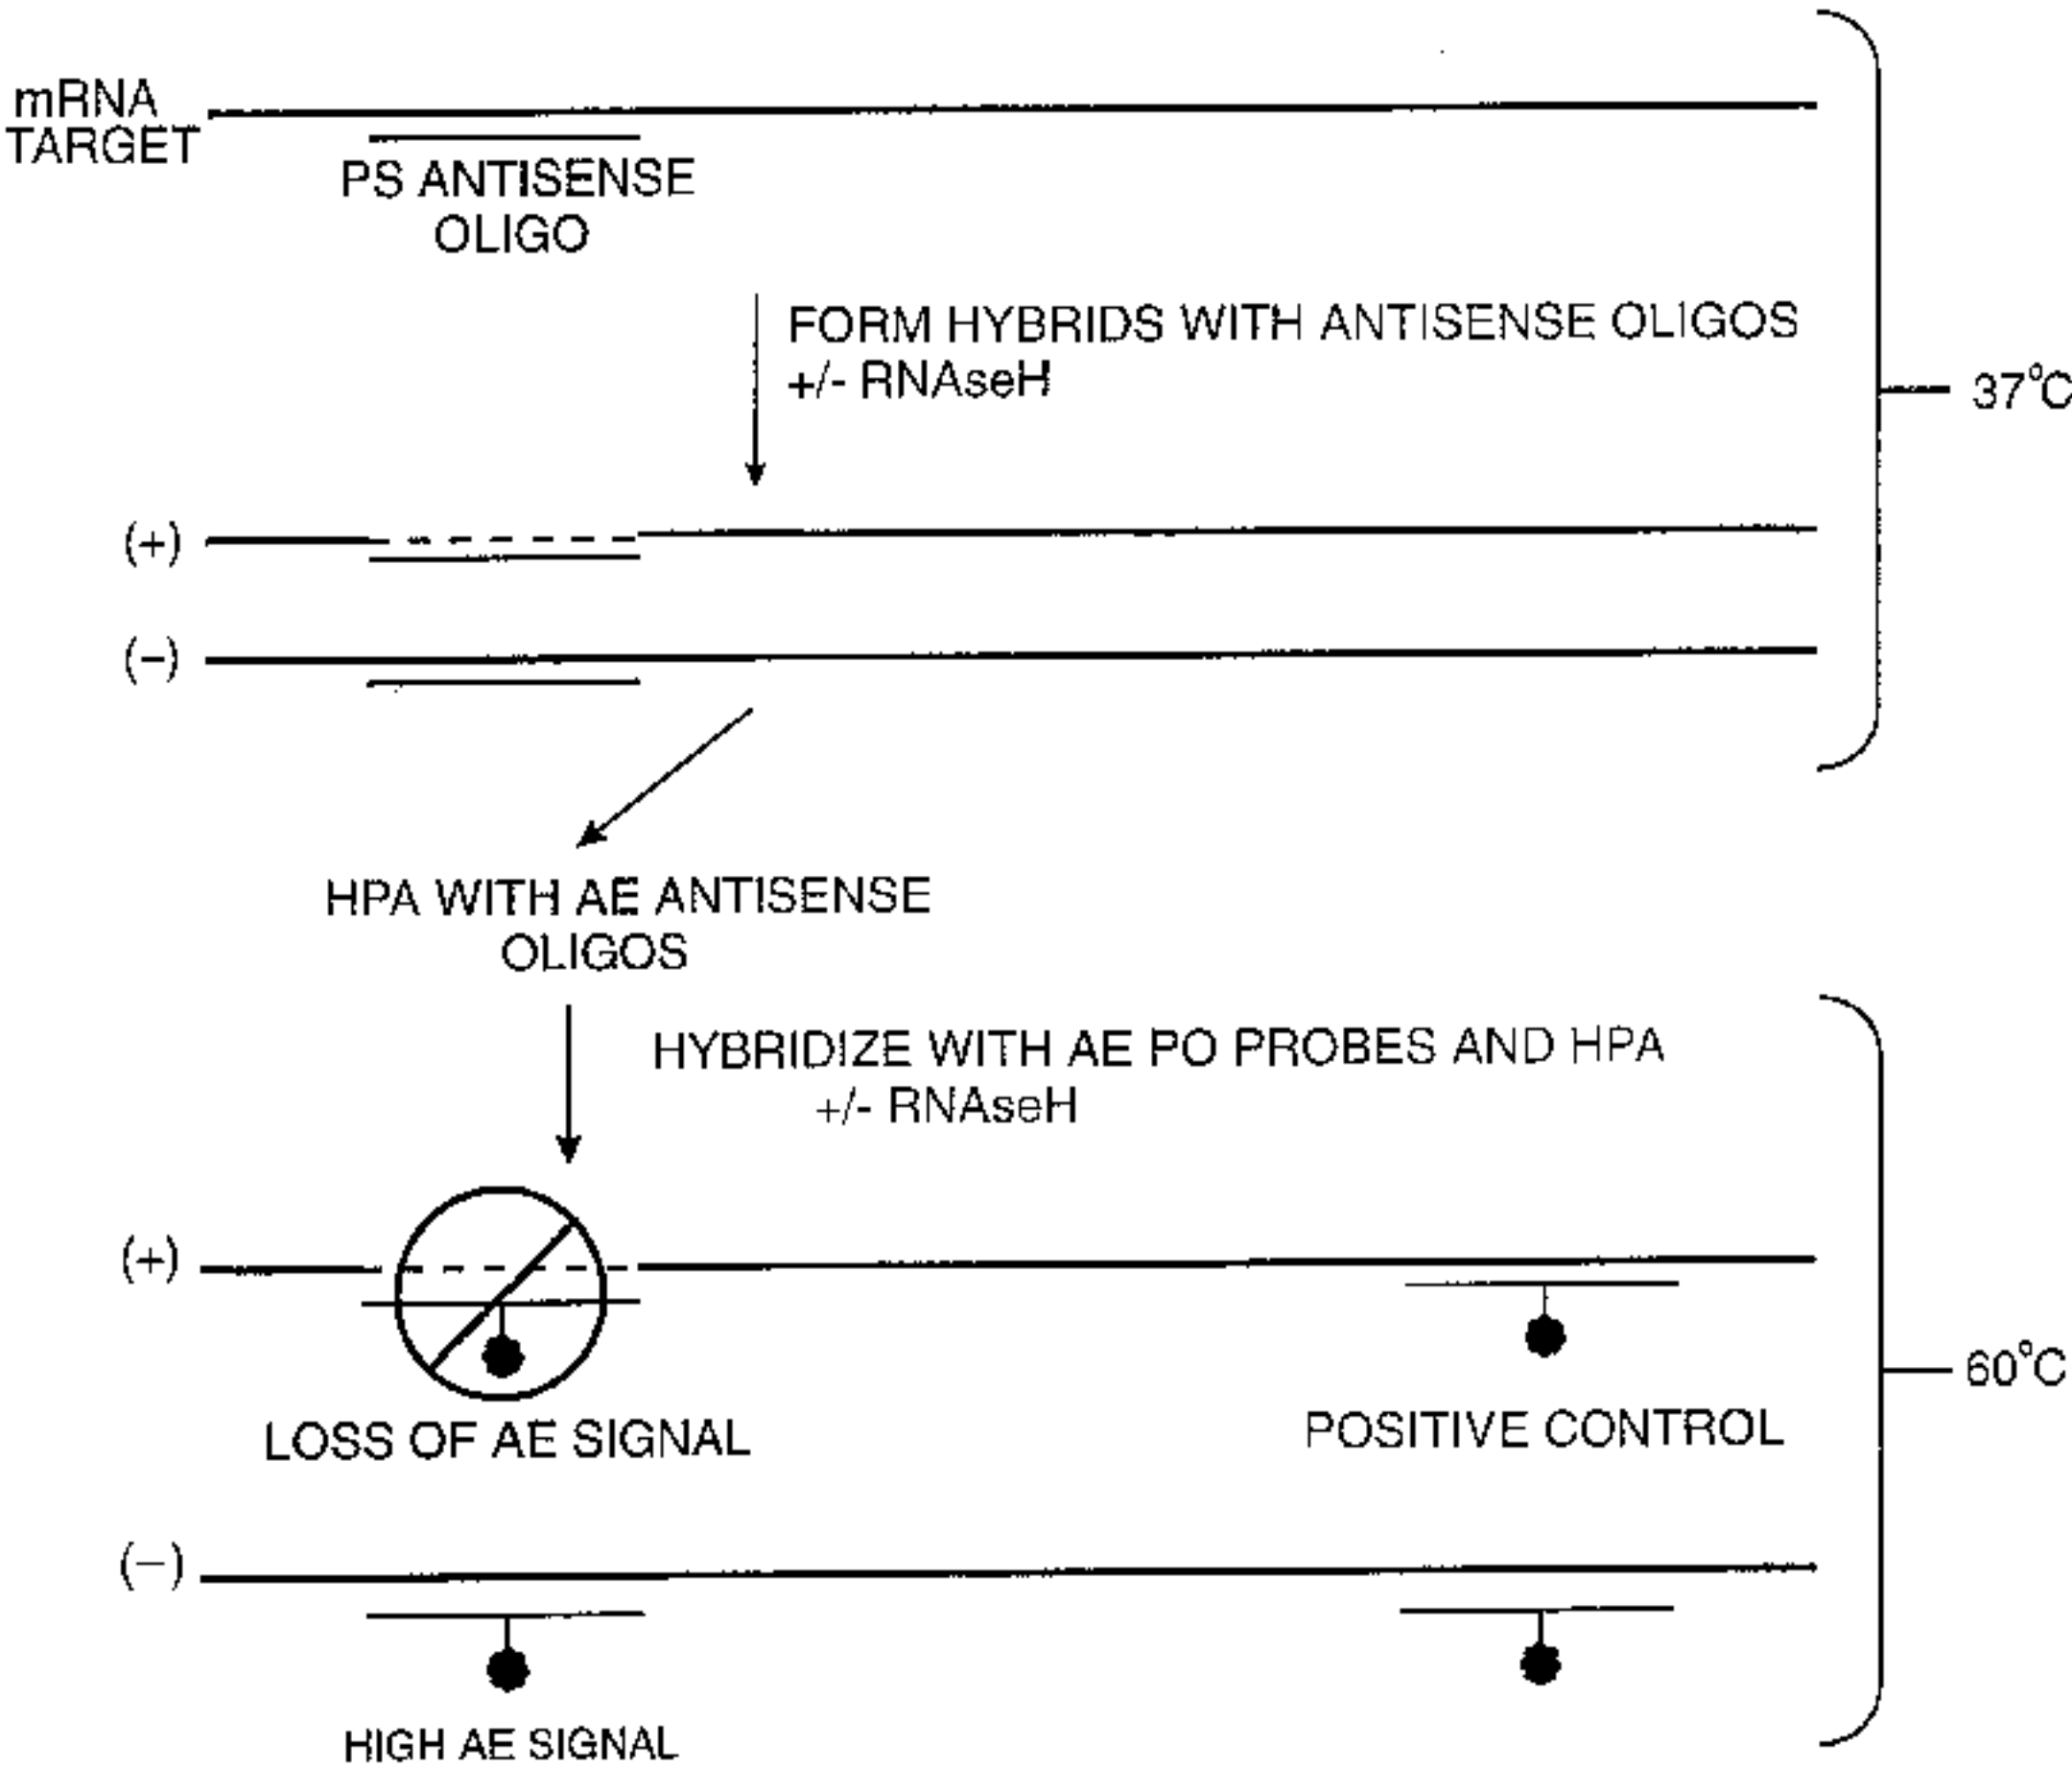 mRNA
TARGET
PS ANTISENSE
OLIGO
FORM HYBRIDS WITH ANTISENSE OLIGOS
+/- RNAseH
37°C
(+)
(−)
HPA WITH AE ANTISENSE
OLIGOS
HYBRIDIZE WITH AE PO PROBES AND HPA
+/- RNAseH
(+)
60°C
LOSS OF AE SIGNAL
POSITIVE CONTROL
(−)
HIGH AE SIGNAL